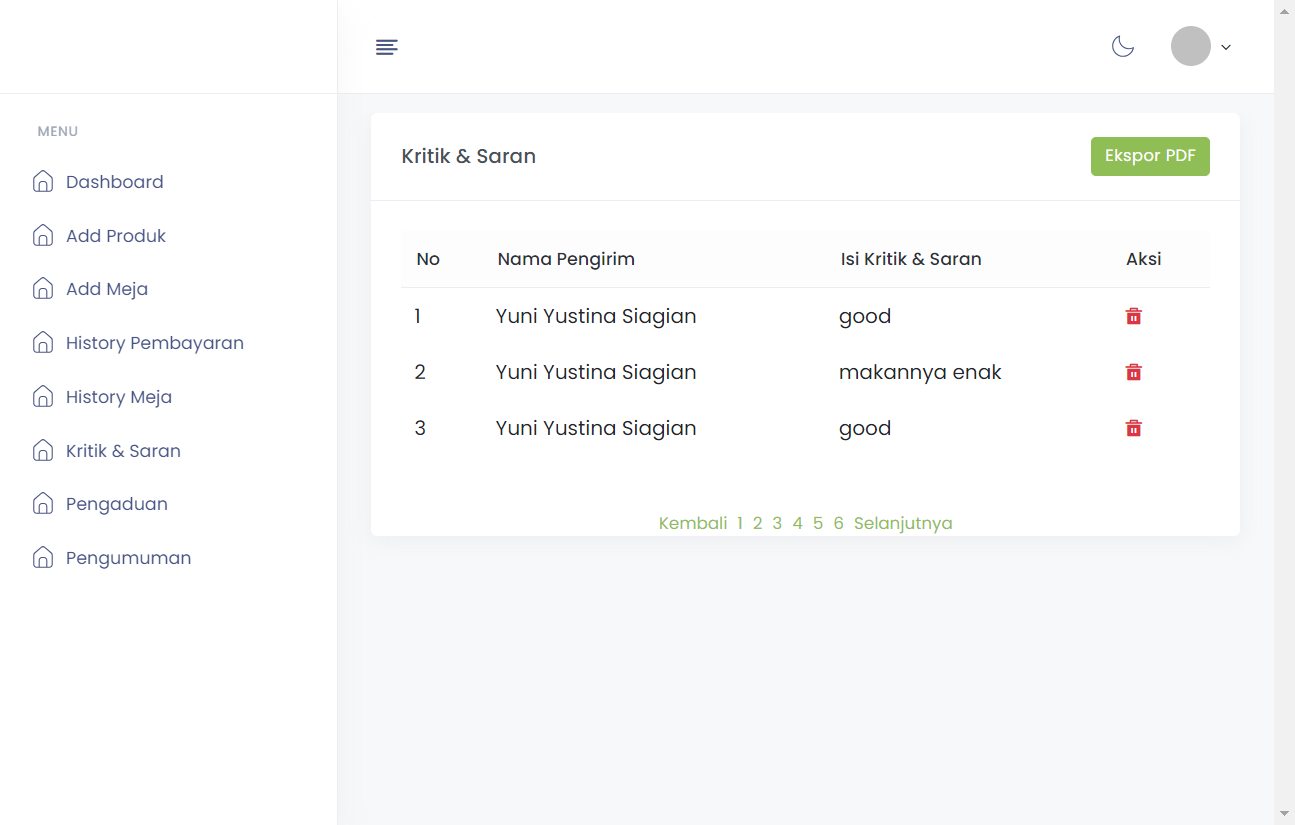 MENU
Dashboard
Add Produk
Add Meja
History Pembayaran
History Meja
Kritik & Saran
Pengaduan
Pengumuman
Kritik & Saran
Ekspor PDF
No Nama Pengirim Isi Kritik & Saran Aksi
1 Yuni Yustina Siagian good
2 Yuni Yustina Siagian makannya enak
3 Yuni Yustina Siagian good
Kembali 1 2 3 4 5 6 Selanjutnya